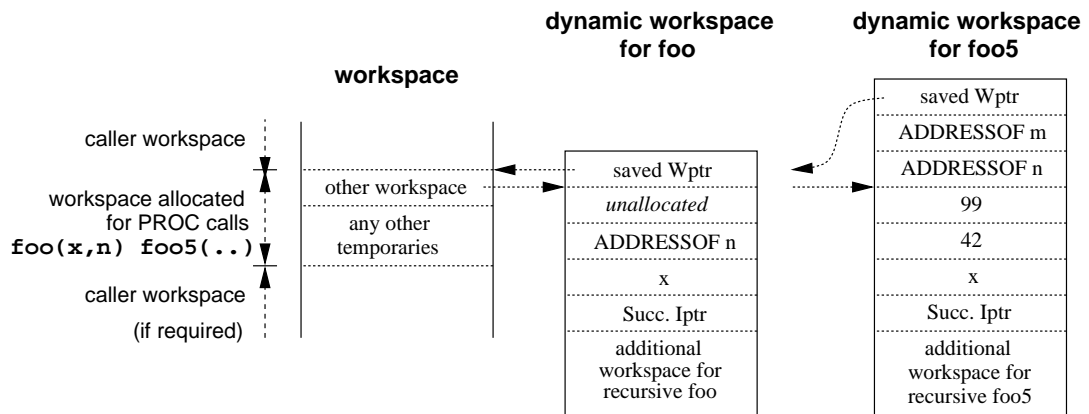 dynamic workspace
for foo
dynamic workspace
for foo5
workspace
caller workspace
workspace allocated
for PROC calls
foo(x,n) foo5(..)
caller workspace
(if required)
other workspace
any other
temporaries
saved Wptr
unallocated
ADDRESSOF n
x
Succ. Iptr
additional
workspace for
recursive foo
saved Wptr
ADDRESSOF m
ADDRESSOF n
99
42
x
Succ. Iptr
additional
workspace for
recursive foo5